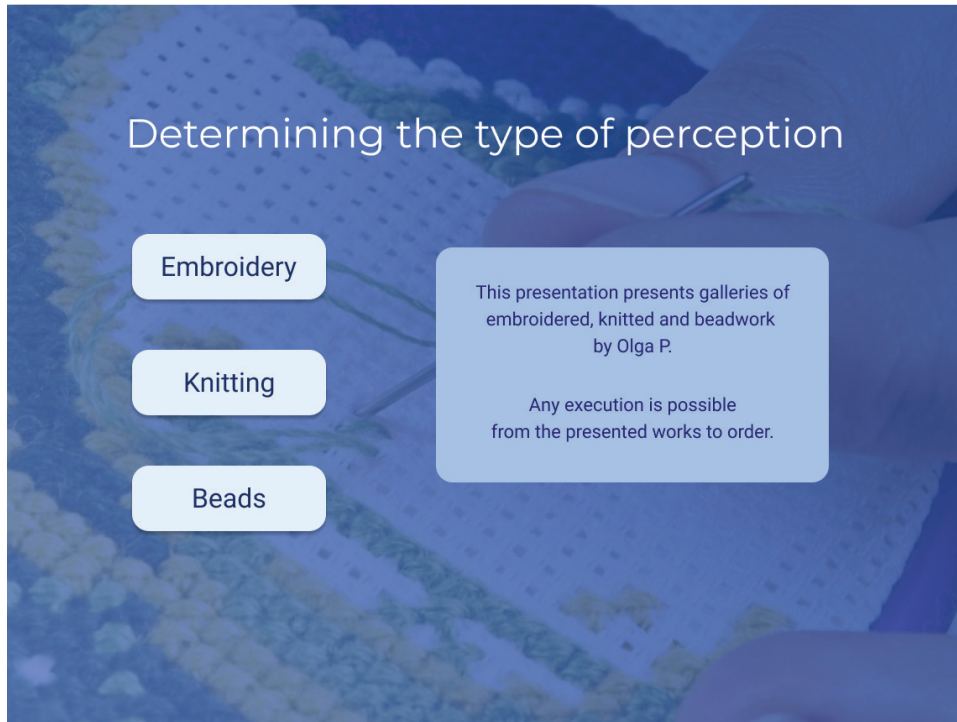 Determining the type of perception
Embroidery
Knitting
Beads
This presentation presents galleries of
embroidered, knitted and beadwork
by Olga P.
Any execution is possible
from the presented works to order.